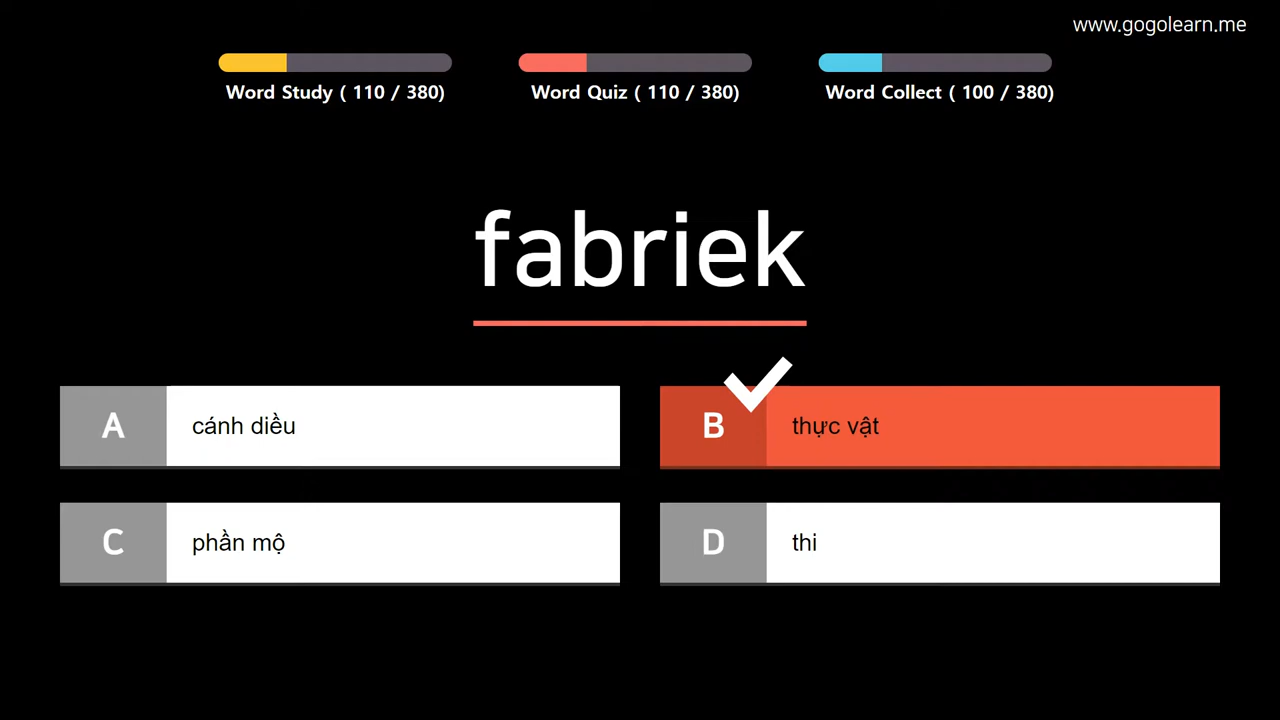 www.gogolearn.me
Word Study ( 110 / 380)
Word Quiz ( 110 / 380)
Word Collect ( 100 / 380)
fabriek
A cánh diều
B thực vật
C phần mộ
D thi